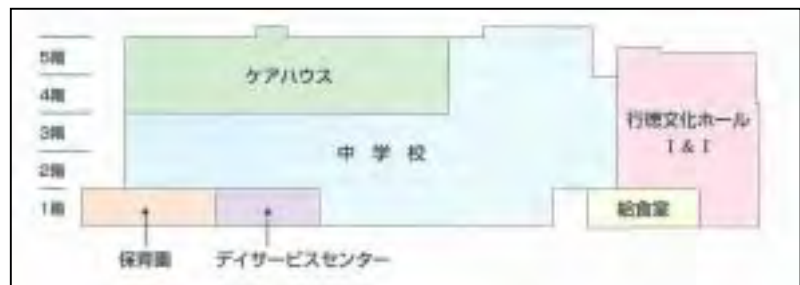 5階
4階
3階
2階
1階
ケアハウス
中学校
行徳文化ホール
I & I
給食室
保育園
デイサービスセンター